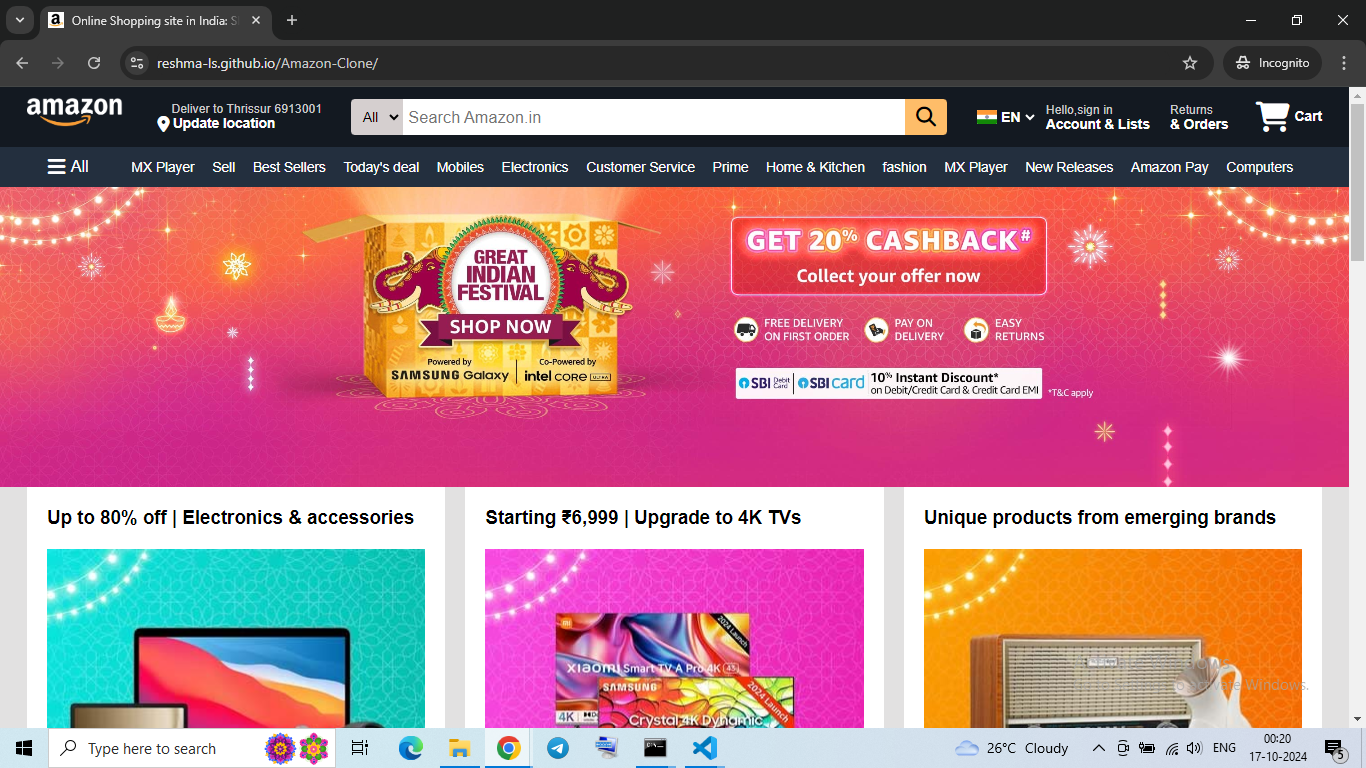 Online Shopping site in India: S
reshma-ls.github.io/Amazon-Clone/
Incognito
amazon
Deliver to Thrissur 6913001
Update location
All
Search Amazon.in
EN
Hello,sign in
Account & Lists
Returns
& Orders
Cart
All
MX Player
Sell
Best Sellers
Today's deal
Mobiles
Electronics
Customer Service
Prime
Home & Kitchen
fashion
MX Player
New Releases
Amazon Pay
Computers
GREAT
INDIAN
FESTIVAL
SHOP NOW
Powered by
SAMSUNG Galaxy
Co-Powered by
intel CORE ULTRA
GET 20% CASHBACK#
Collect your offer now
FREE DELIVERY
ON FIRST ORDER
PAY ON
DELIVERY
EASY
RETURNS
SBI Debit Card
SBI card
10% Instant Discount*
on Debit/Credit Card & Credit Card EMI
*T&C apply
Up to 80% off | Electronics & accessories
Starting ₹6,999 | Upgrade to 4K TVs
Unique products from emerging brands
2024 Launch
xiaomi Smart TV A Pro 4K 43
SAMSUNG
2024 Launch
4K
Crystal 4K Dynamic
Windows.
Type here to search
26°C Cloudy
ENG
00:20
17-10-2024
5